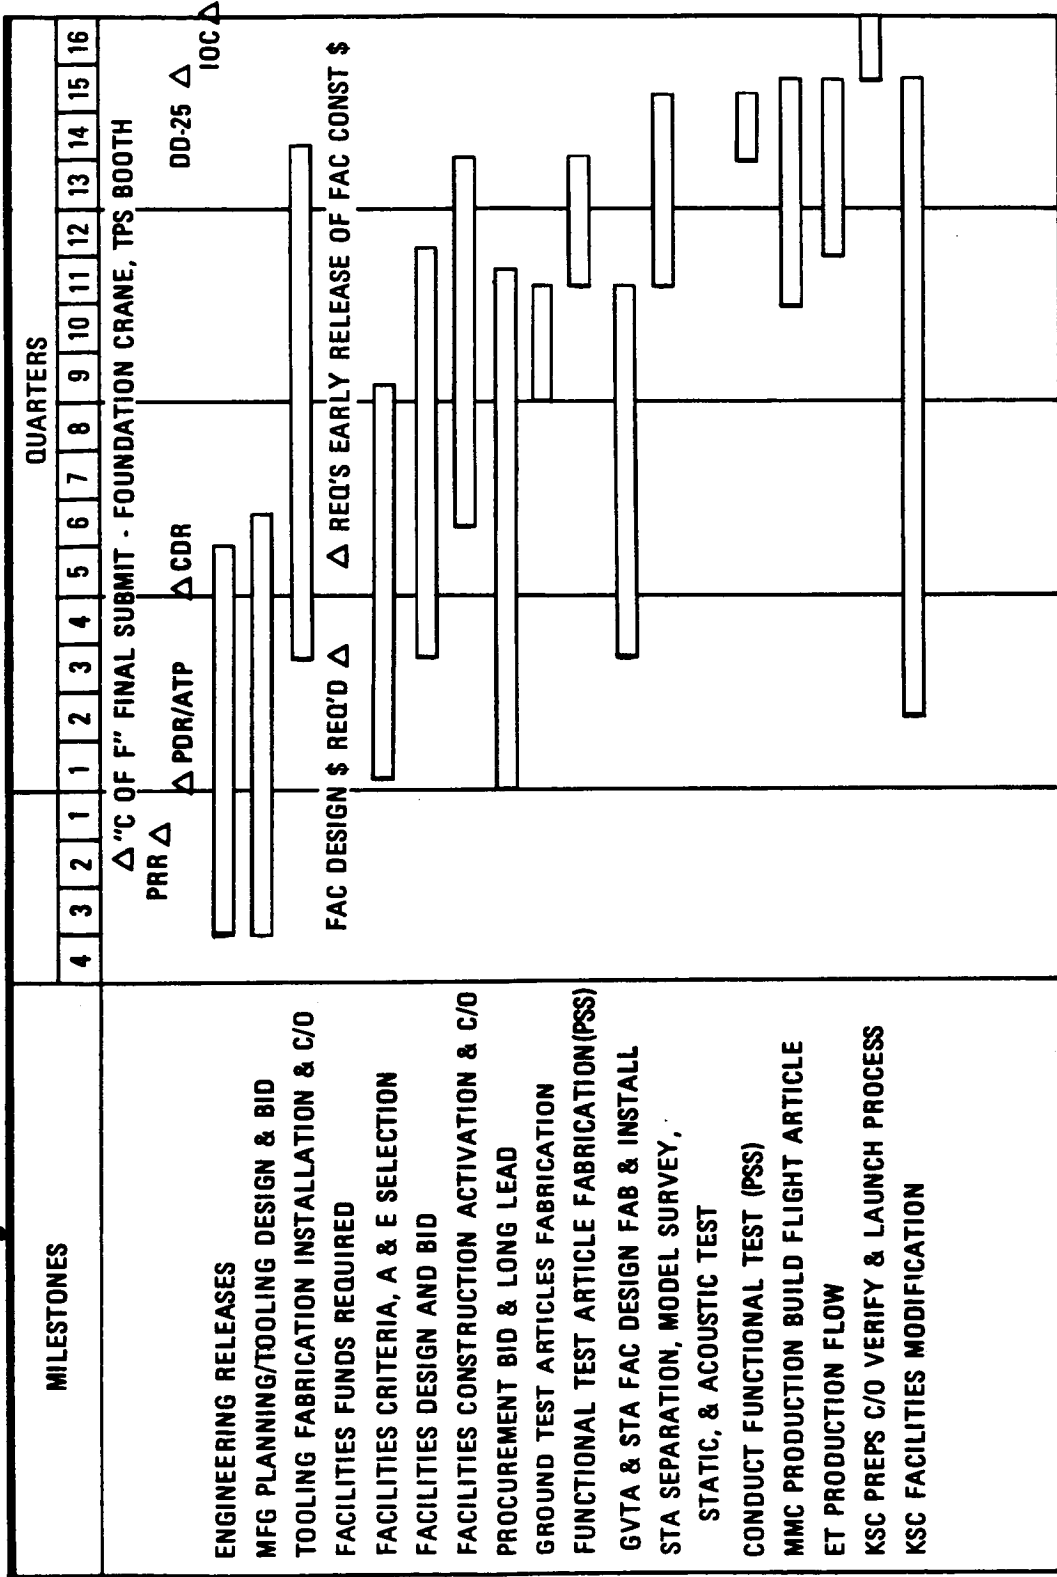 MILESTONES
QUARTERS
4 3 2 1 1 2 3 4 5 6 7 8 9 10 11 12 13 14 15 16
△ "C OF F" FINAL SUBMIT - FOUNDATION CRANE, TPS BOOTH
PRR △
△ PDR/ATP
△ CDR
DD-25 △
IOC △
ENGINEERING RELEASES
MFG PLANNING/TOOLING DESIGN & BID
TOOLING FABRICATION INSTALLATION & C/O
FACILITIES FUNDS REQUIRED
FAC DESIGN $ REQ'D △
△ REQ'S EARLY RELEASE OF FAC CONST $
FACILITIES CRITERIA, A & E SELECTION
FACILITIES DESIGN AND BID
FACILITIES CONSTRUCTION ACTIVATION & C/O
PROCUREMENT BID & LONG LEAD
GROUND TEST ARTICLES FABRICATION
FUNCTIONAL TEST ARTICLE FABRICATION (PSS)
GVTA & STA FAC DESIGN FAB & INSTALL
STA SEPARATION, MODEL SURVEY,
STATIC, & ACOUSTIC TEST
CONDUCT FUNCTIONAL TEST (PSS)
MMC PRODUCTION BUILD FLIGHT ARTICLE
ET PRODUCTION FLOW
KSC PREPS C/O VERIFY & LAUNCH PROCESS
KSC FACILITIES MODIFICATION